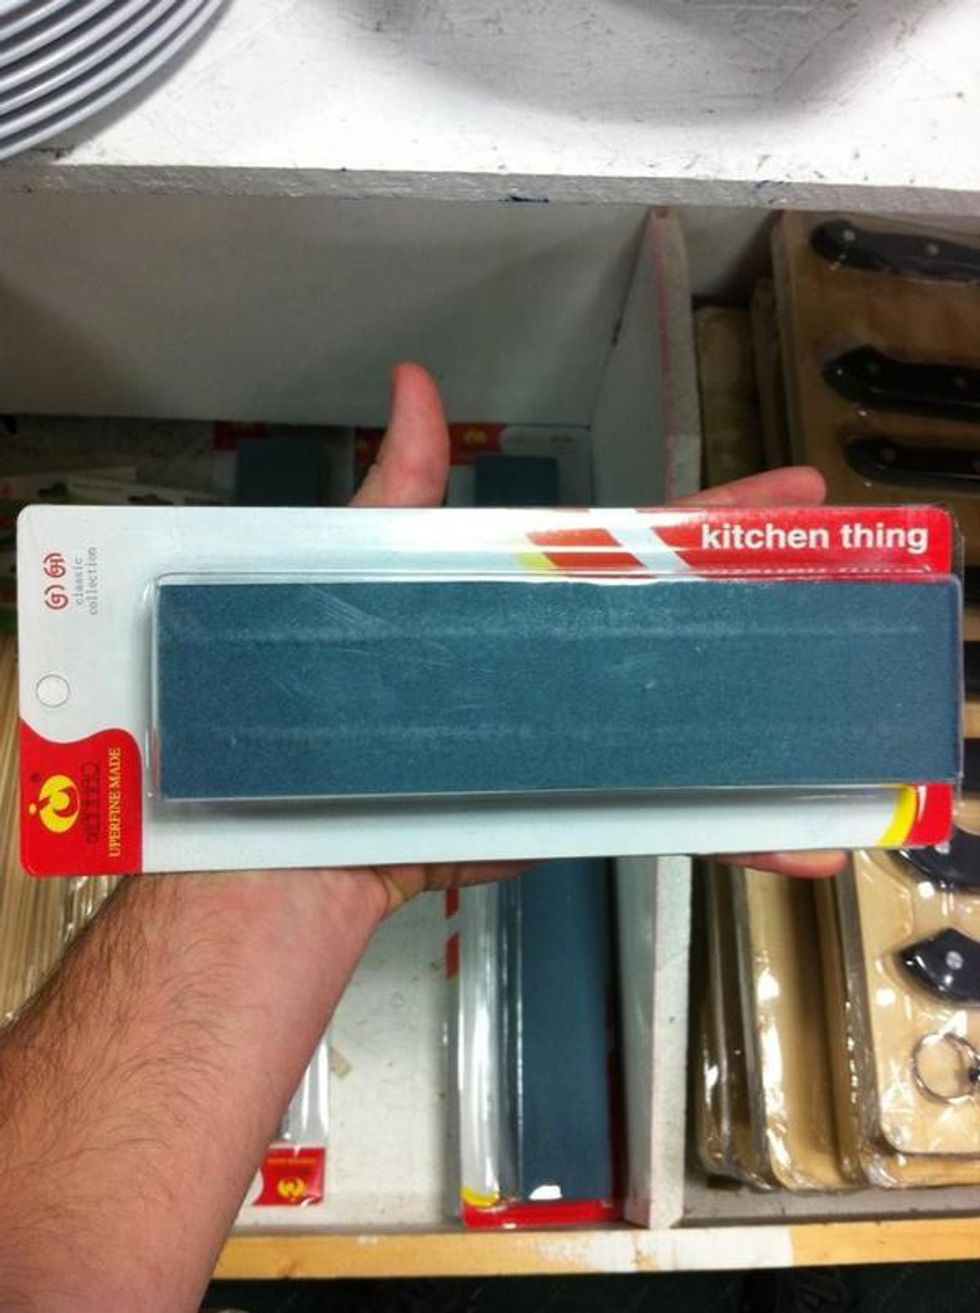 kitchen thing
classic
collection
UPERFINE MADE